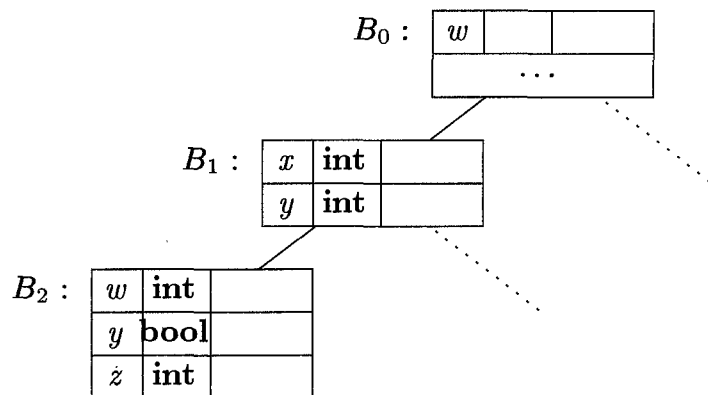 B₀ : w
...
B₁ : x int
y int
B₂ : w int
y bool
z int